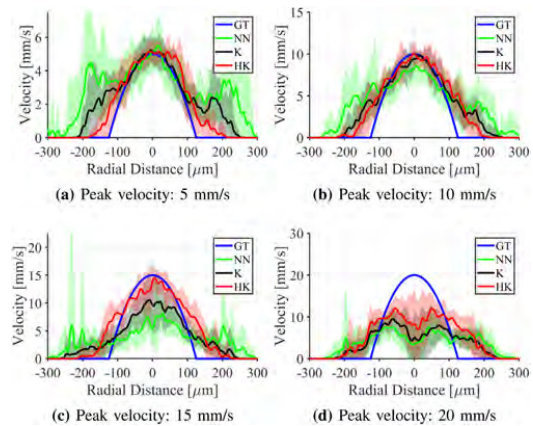 6
4
2
0
Velocity [mm/s]
GT
NN
K
HK
-300 -200 -100 0 100 200 300
Radial Distance [μm]
(a) Peak velocity: 5 mm/s
10
5
0
Velocity [mm/s]
GT
NN
K
HK
-300 -200 -100 0 100 200 300
Radial Distance [μm]
(b) Peak velocity: 10 mm/s
20
15
10
5
0
Velocity [mm/s]
GT
NN
K
HK
-300 -200 -100 0 100 200 300
Radial Distance [μm]
(c) Peak velocity: 15 mm/s
30
20
10
0
Velocity [mm/s]
GT
NN
K
HK
-300 -200 -100 0 100 200 300
Radial Distance [μm]
(d) Peak velocity: 20 mm/s